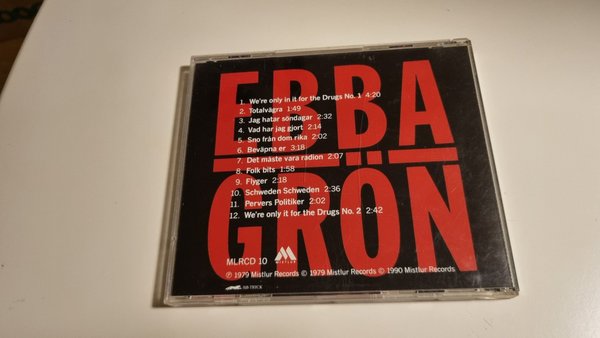 EBBA
GRÖN
1. We're only in it for the Drugs No. 1 4:20
2. Totalvägra 1:49
3. Jag hatar söndagar 2:32
4. Vad har jag gjort 2:14
5. Sno från dom rika 2:02
6. Beväpna er 3:18
7. Det måste vara radion 2:07
8. Folk bits 1:58
9. Flyger 2:18
10. Schweden Schweden 2:36
11. Pervers Politiker 2:02
12. We're only it for the Drugs No. 2 2:42
MLRCD 10
MISTLUR
℗ 1979 Mistlur Records © 1979 Mistlur Records © 1990 Mistlur Records